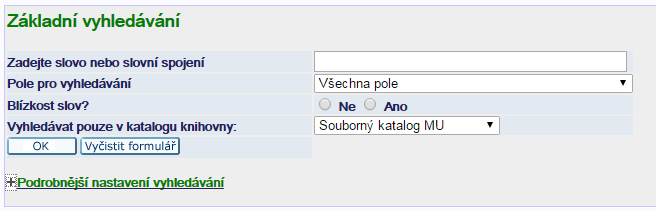 Základní vyhledávání
Zadejte slovo nebo slovní spojení
Pole pro vyhledávání Všechna pole
Blízkost slov? Ne Ano
Vyhledávat pouze v katalogu knihovny: Souborný katalog MU
OK Vyčistit formulář
Podrobnější nastavení vyhledávání